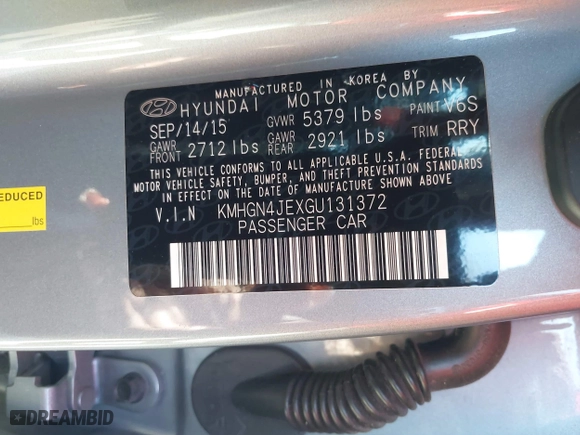 MANUFACTURED IN KOREA BY
HYUNDAI MOTOR COMPANY
SEP/14/15 GVWR 5379 lbs PAINT V6S
GAWR FRONT 2712 lbs GAWR REAR 2921 lbs TRIM RRY
THIS VEHICLE CONFORMS TO ALL APPLICABLE U.S.A. FEDERAL
MOTOR VEHICLE SAFETY, BUMPER, AND THEFT PREVENTION STANDARDS
IN EFFECT ON THE DATE OF MANUFACTURE SHOWN ABOVE.
V.I.N KMHGN4JEXGU131372
PASSENGER CAR
EDUCED
lbs
DREAMBID